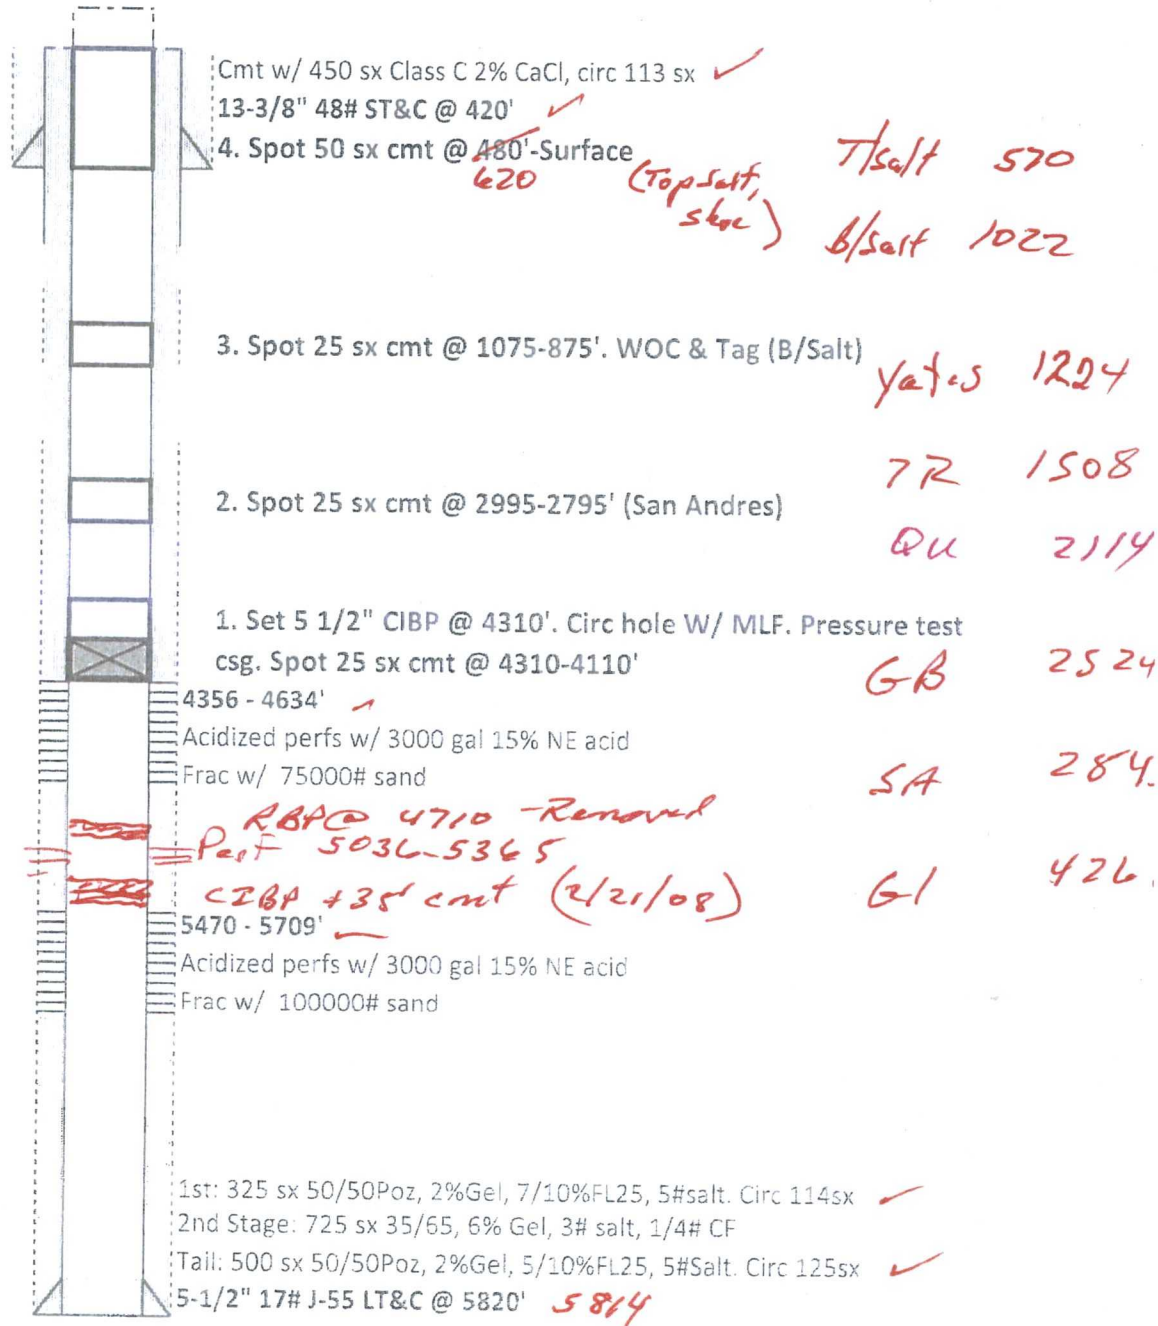 Cmt w/ 450 sx Class C 2% CaCl, circ 113 sx
13-3/8" 48# ST&C @ 420'
4. Spot 50 sx cmt @ 480'-Surface
620 (Top Salt, shoe)
T/Salt 570
B/Salt 1022
3. Spot 25 sx cmt @ 1075-875'. WOC & Tag (B/Salt)
Yates 1224
7R 1508
2. Spot 25 sx cmt @ 2995-2795' (San Andres)
QU 2114
1. Set 5 1/2" CIBP @ 4310'. Circ hole W/ MLF. Pressure test
csg. Spot 25 sx cmt @ 4310-4110'
GB 2524
4356 - 4634'
Acidized perfs w/ 3000 gal 15% NE acid
Frac w/ 75000# sand
SA 284
RBP@ 4710 - Removed
Perf 5036-5365
CIBP +35' cmt (2/21/08)
Gl 426
5470 - 5709'
Acidized perfs w/ 3000 gal 15% NE acid
Frac w/ 100000# sand
1st: 325 sx 50/50Poz, 2%Gel, 7/10%FL25, 5#salt. Circ 114sx
2nd Stage: 725 sx 35/65, 6% Gel, 3# salt, 1/4# CF
Tail: 500 sx 50/50Poz, 2%Gel, 5/10%FL25, 5#Salt. Circ 125sx
5-1/2" 17# J-55 LT&C @ 5820' 5814